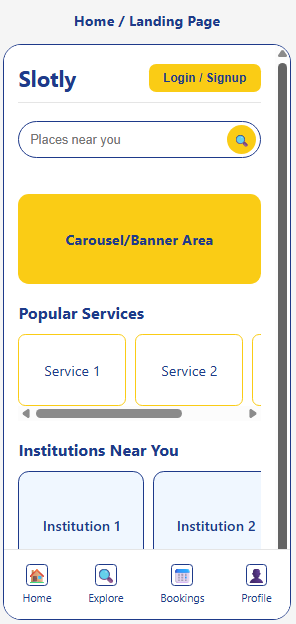 Home / Landing Page
Slotly
Login / Signup
Places near you
Carousel/Banner Area
Popular Services
Service 1
Service 2
Institutions Near You
Institution 1
Institution 2
Home
Explore
Bookings
Profile